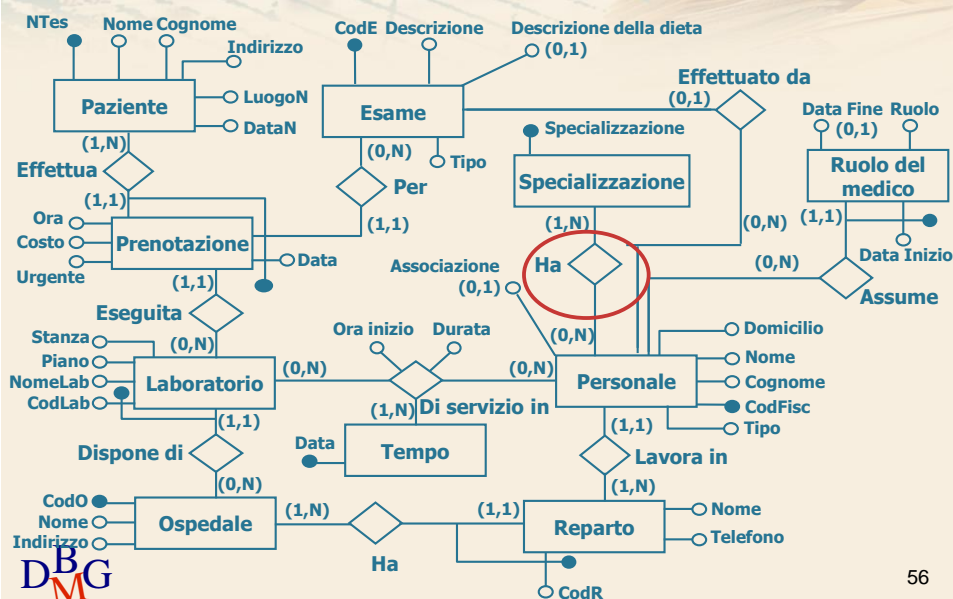 NTes Nome Cognome CodE Descrizione Descrizione della dieta
Indirizzo (0,1)
Effettuato da
Paziente LuogoN Esame (0,1) Data Fine Ruolo
DataN Specializzazione (0,1)
(1,N) (0,N) Tipo Specializzazione Ruolo del
medico
Effettua Per
(1,1) (1,1) (1,N) (0,N) (1,1)
Ora
Costo Prenotazione Data Inizio
Urgente Data Associazione Ha (0,N)
(1,1) (0,1) Assume
Eseguita
Stanza (0,N) Ora inizio Durata (0,N) Domicilio
Piano Nome
NomeLab Laboratorio (0,N) (0,N) Personale Cognome
CodLab (1,N) Di servizio in CodFisc
(1,1) (1,1) Tipo
Dispone di Data Tempo Lavora in
(0,N) (1,N)
CodO
Nome Ospedale (1,N) (1,1) Reparto Nome
Indirizzo Telefono
Ha
DBMG CodR 56